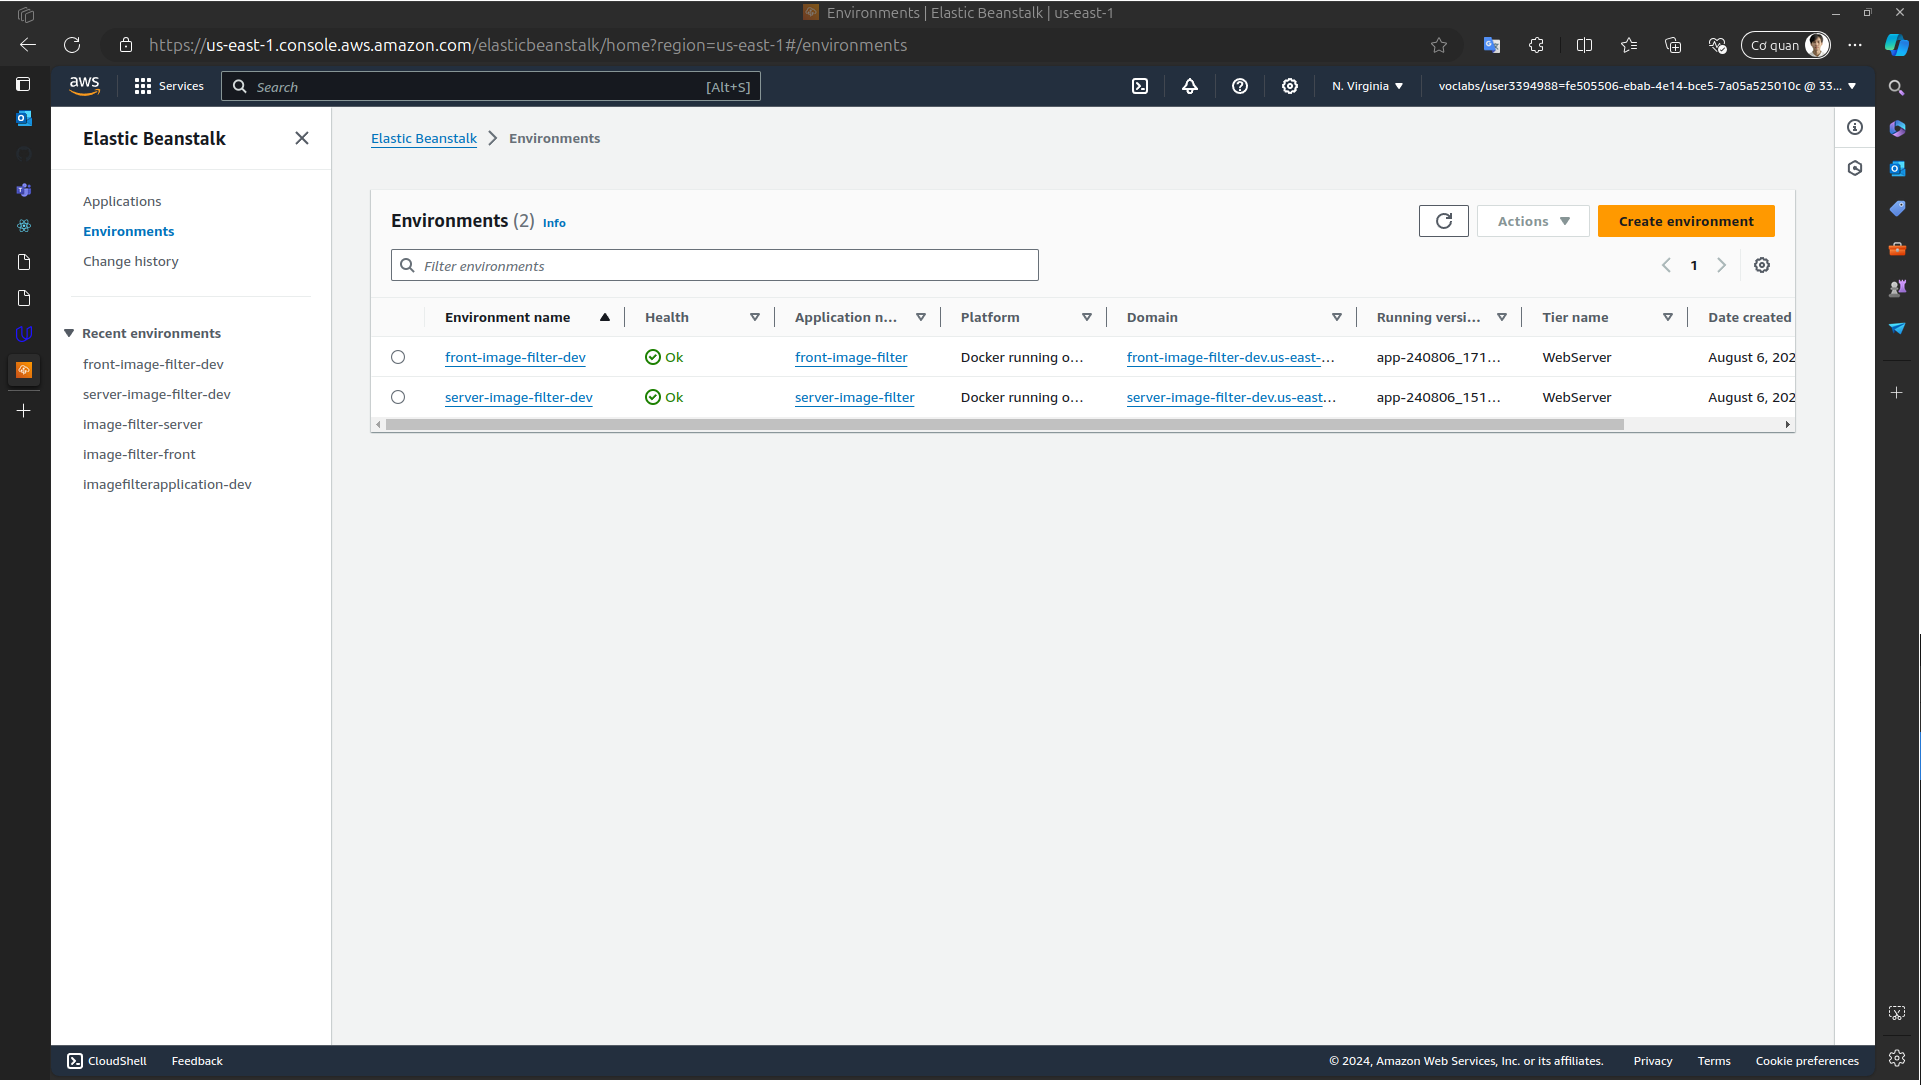 Environments | Elastic Beanstalk | us-east-1
https://us-east-1.console.aws.amazon.com/elasticbeanstalk/home?region=us-east-1#/environments
Cơ quan
aws
Services
Search
[Alt+S]
N. Virginia
voclabs/user3394988=fe505506-ebab-4e14-bce5-7a05a525010c @ 33...
Elastic Beanstalk
Applications
Environments
Change history
Recent environments
front-image-filter-dev
server-image-filter-dev
image-filter-server
image-filter-front
imagefilterapplication-dev
Elastic Beanstalk
Environments
Environments (2) Info
Actions
Create environment
Filter environments
1
Environment name Health Application n... Platform Domain Running versi... Tier name Date created
front-image-filter-dev Ok front-image-filter Docker running o... front-image-filter-dev.us-east-... app-240806_171... WebServer August 6, 202
server-image-filter-dev Ok server-image-filter Docker running o... server-image-filter-dev.us-east... app-240806_151... WebServer August 6, 202
CloudShell Feedback © 2024, Amazon Web Services, Inc. or its affiliates. Privacy Terms Cookie preferences